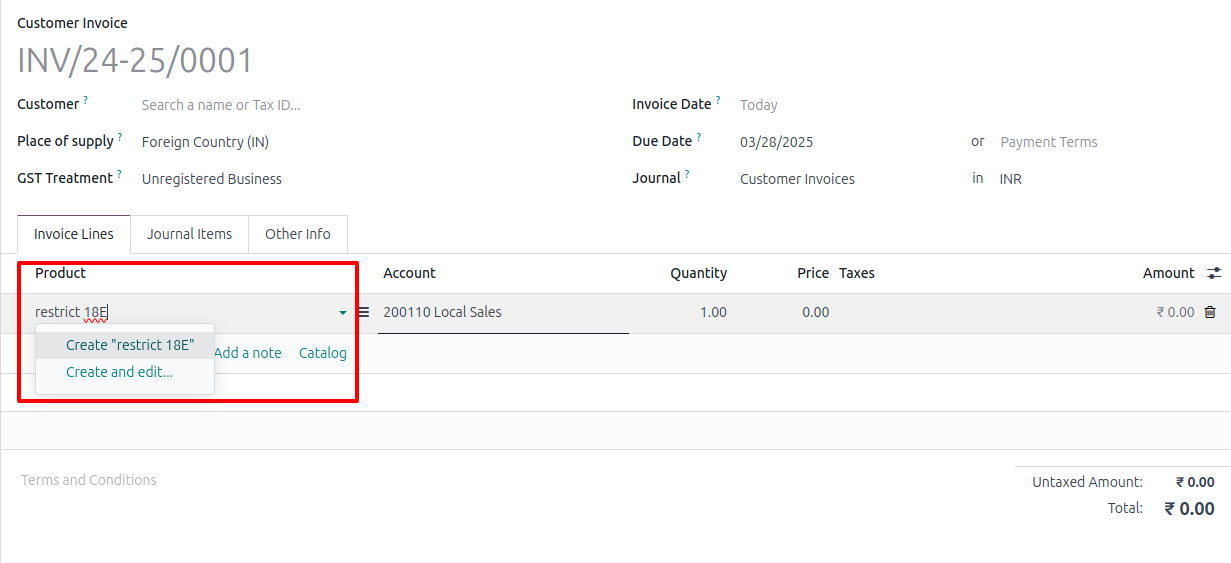 Customer Invoice
INV/24-25/0001
Customer ? Search a name or Tax ID... Invoice Date ? Today
Place of supply ? Foreign Country (IN) Due Date ? 03/28/2025 or Payment Terms
GST Treatment ? Unregistered Business Journal ? Customer Invoices in INR
Invoice Lines Journal Items Other Info
Product Account Quantity Price Taxes Amount
restrict 18E 200110 Local Sales 1.00 0.00 ₹ 0.00
Create "restrict 18E" Add a note Catalog
Create and edit...
Terms and Conditions Untaxed Amount: ₹ 0.00
Total: ₹ 0.00